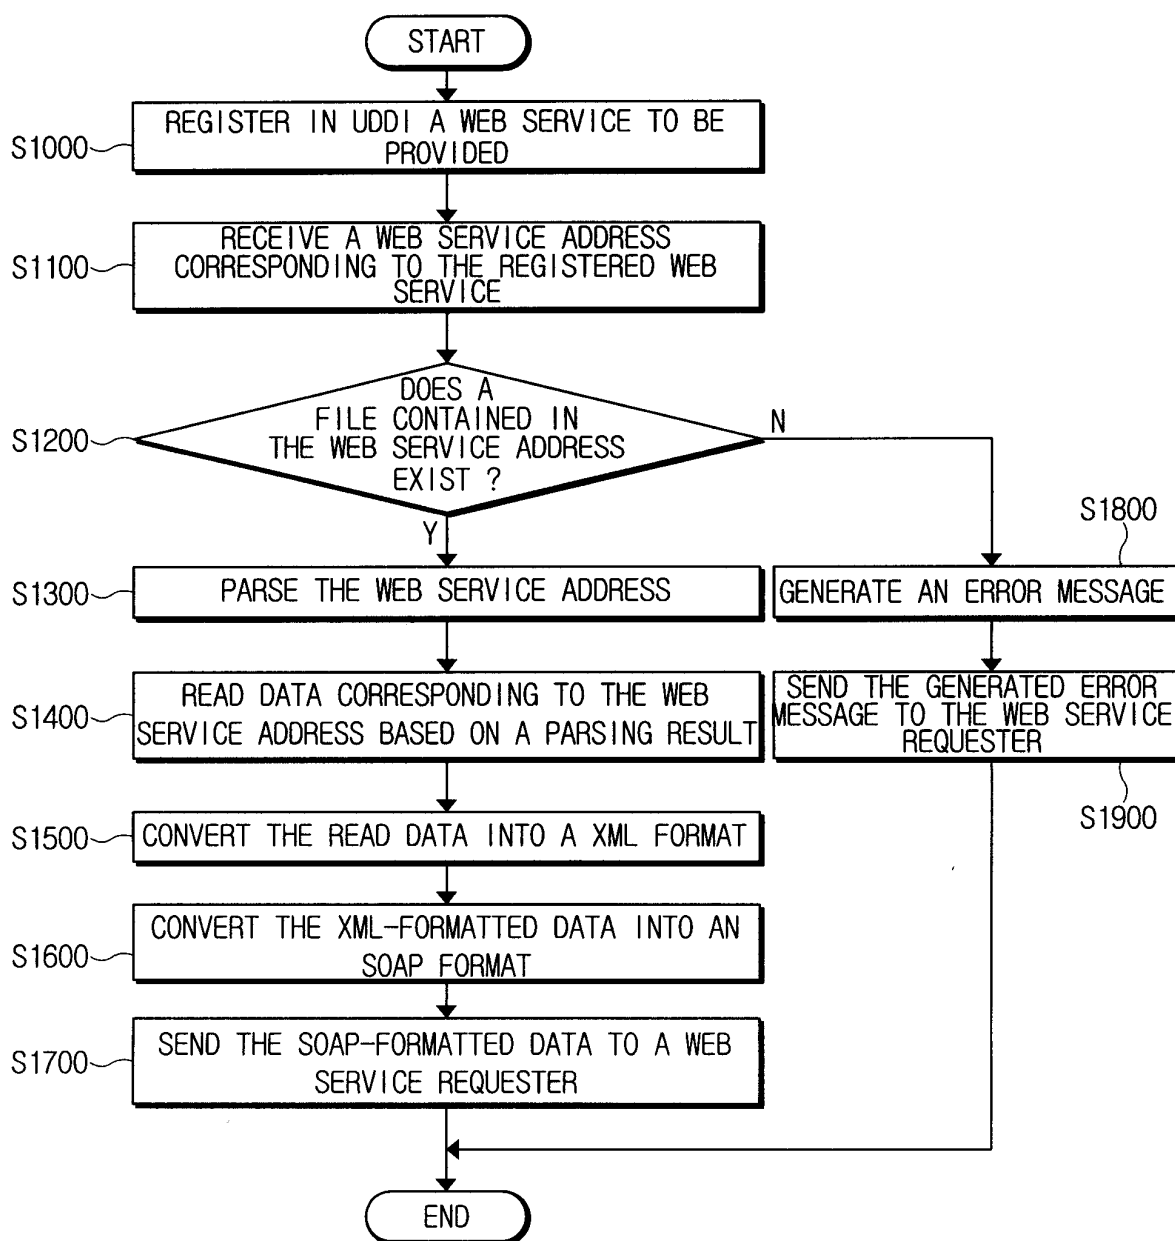 START
REGISTER IN UDDI A WEB SERVICE TO BE
PROVIDED
S1000
RECEIVE A WEB SERVICE ADDRESS
CORRESPONDING TO THE REGISTERED WEB
SERVICE
S1100
DOES A
FILE CONTAINED IN
THE WEB SERVICE ADDRESS
EXIST ?
S1200
N
Y
S1800
S1300
PARSE THE WEB SERVICE ADDRESS
GENERATE AN ERROR MESSAGE
READ DATA CORRESPONDING TO THE WEB
SERVICE ADDRESS BASED ON A PARSING RESULT
S1400
SEND THE GENERATED ERROR
MESSAGE TO THE WEB SERVICE
REQUESTER
S1900
S1500
CONVERT THE READ DATA INTO A XML FORMAT
CONVERT THE XML-FORMATTED DATA INTO AN
SOAP FORMAT
S1600
SEND THE SOAP-FORMATTED DATA TO A WEB
SERVICE REQUESTER
S1700
END